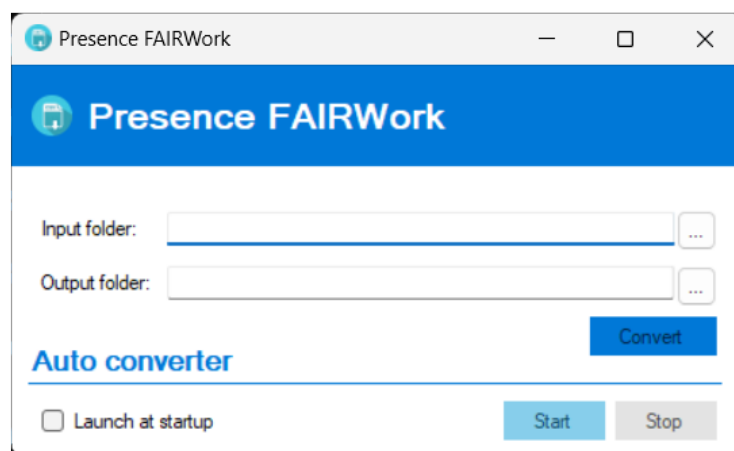 Presence FAIRWork
Presence FAIRWork
Input folder:
...
Output folder:
...
Convert
Auto converter
Launch at startup
Start
Stop